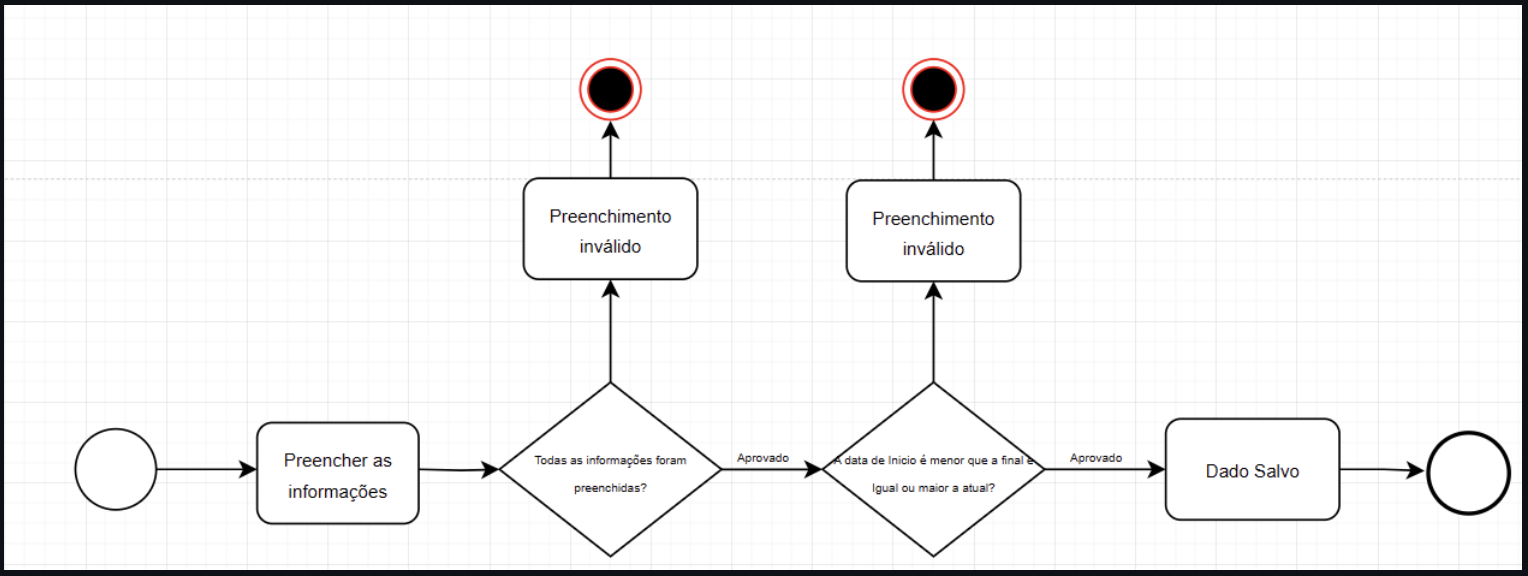 Preenchimento
inválido
Preenchimento
inválido
Preencher as
informações
Todas as informações foram
preenchidas?
Aprovado
A data de Inicio é menor que a final e
Igual ou maior a atual?
Aprovado
Dado Salvo